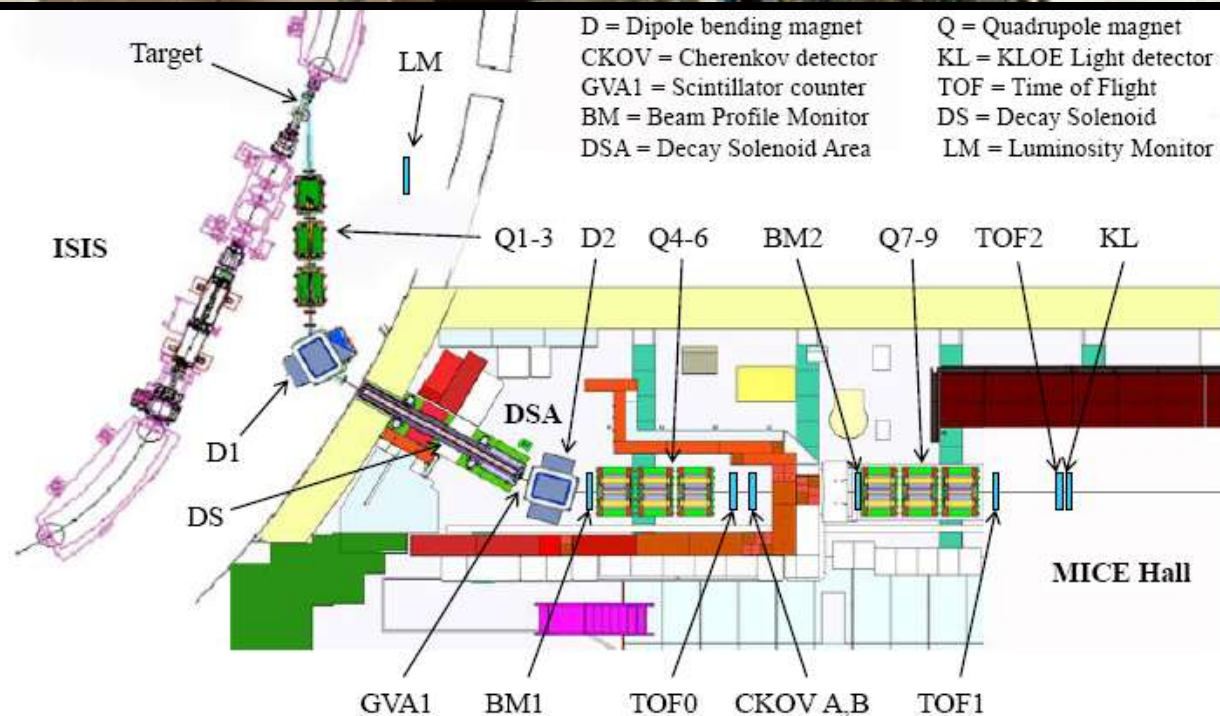 D = Dipole bending magnet
Q = Quadrupole magnet
CKOV = Cherenkov detector
KL = KLOE Light detector
GVA1 = Scintillator counter
TOF = Time of Flight
BM = Beam Profile Monitor
DS = Decay Solenoid
DSA = Decay Solenoid Area
LM = Luminosity Monitor
Target
LM
ISIS
Q1-3
D2
Q4-6
BM2
Q7-9
TOF2
KL
D1
DSA
DS
MICE Hall
GVA1
BM1
TOF0
CKOV A,B
TOF1